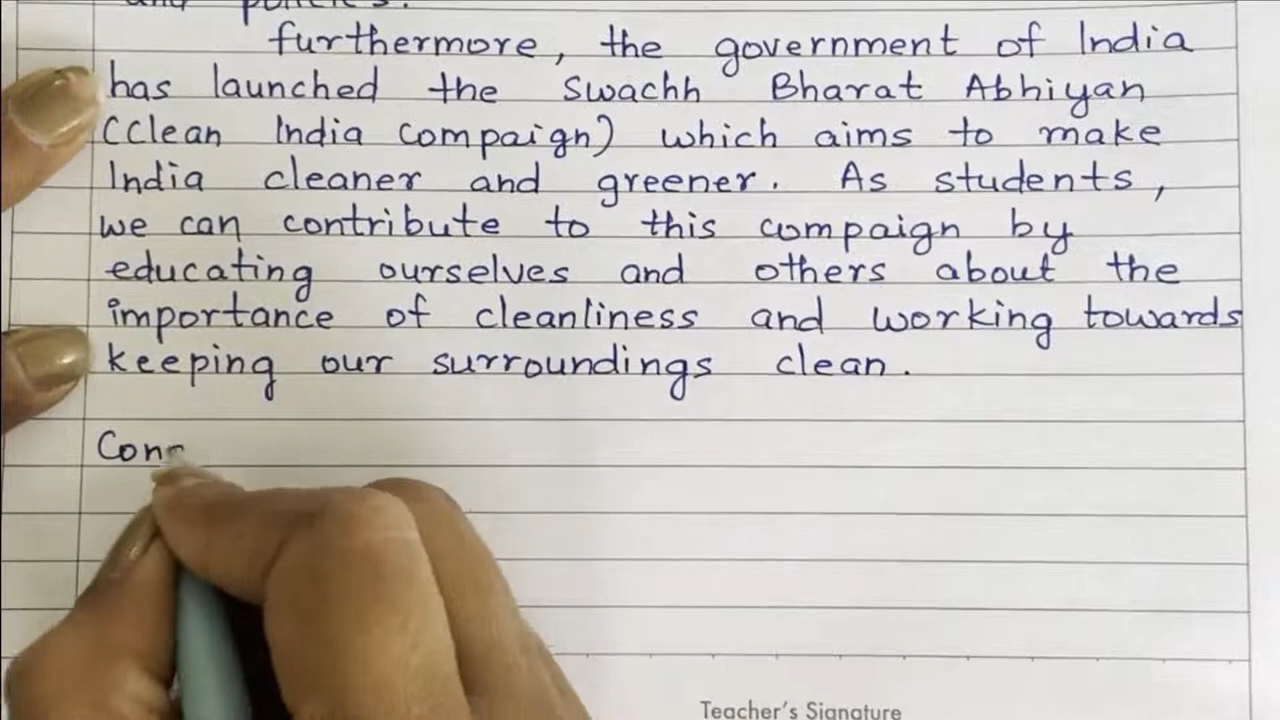 furthermore, the government of India
has launched the Swachh Bharat Abhiyan
(Clean India Compaign) which aims to make
India cleaner and greener. As students,
we can contribute to this compaign by
educating ourselves and others about the
importance of cleanliness and working towards
keeping our surroundings clean.
Con
Teacher's Signature